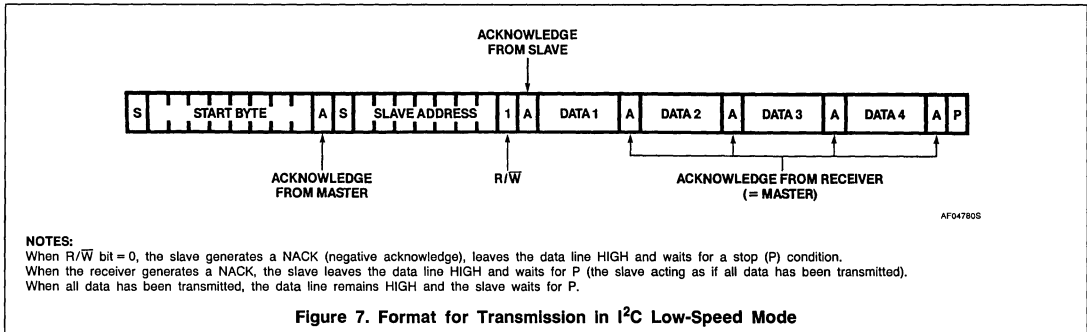 ACKNOWLEDGE
FROM SLAVE
S START BYTE A S SLAVE ADDRESS 1 A DATA 1 A DATA 2 A DATA 3 A DATA 4 A P
ACKNOWLEDGE
FROM MASTER
R/W̅
ACKNOWLEDGE FROM RECEIVER
(= MASTER)
AF04780S
NOTES:
When R/W̅ bit = 0, the slave generates a NACK (negative acknowledge), leaves the data line HIGH and waits for a stop (P) condition.
When the receiver generates a NACK, the slave leaves the data line HIGH and waits for P (the slave acting as if all data has been transmitted).
When all data has been transmitted, the data line remains HIGH and the slave waits for P.
Figure 7. Format for Transmission in I²C Low-Speed Mode